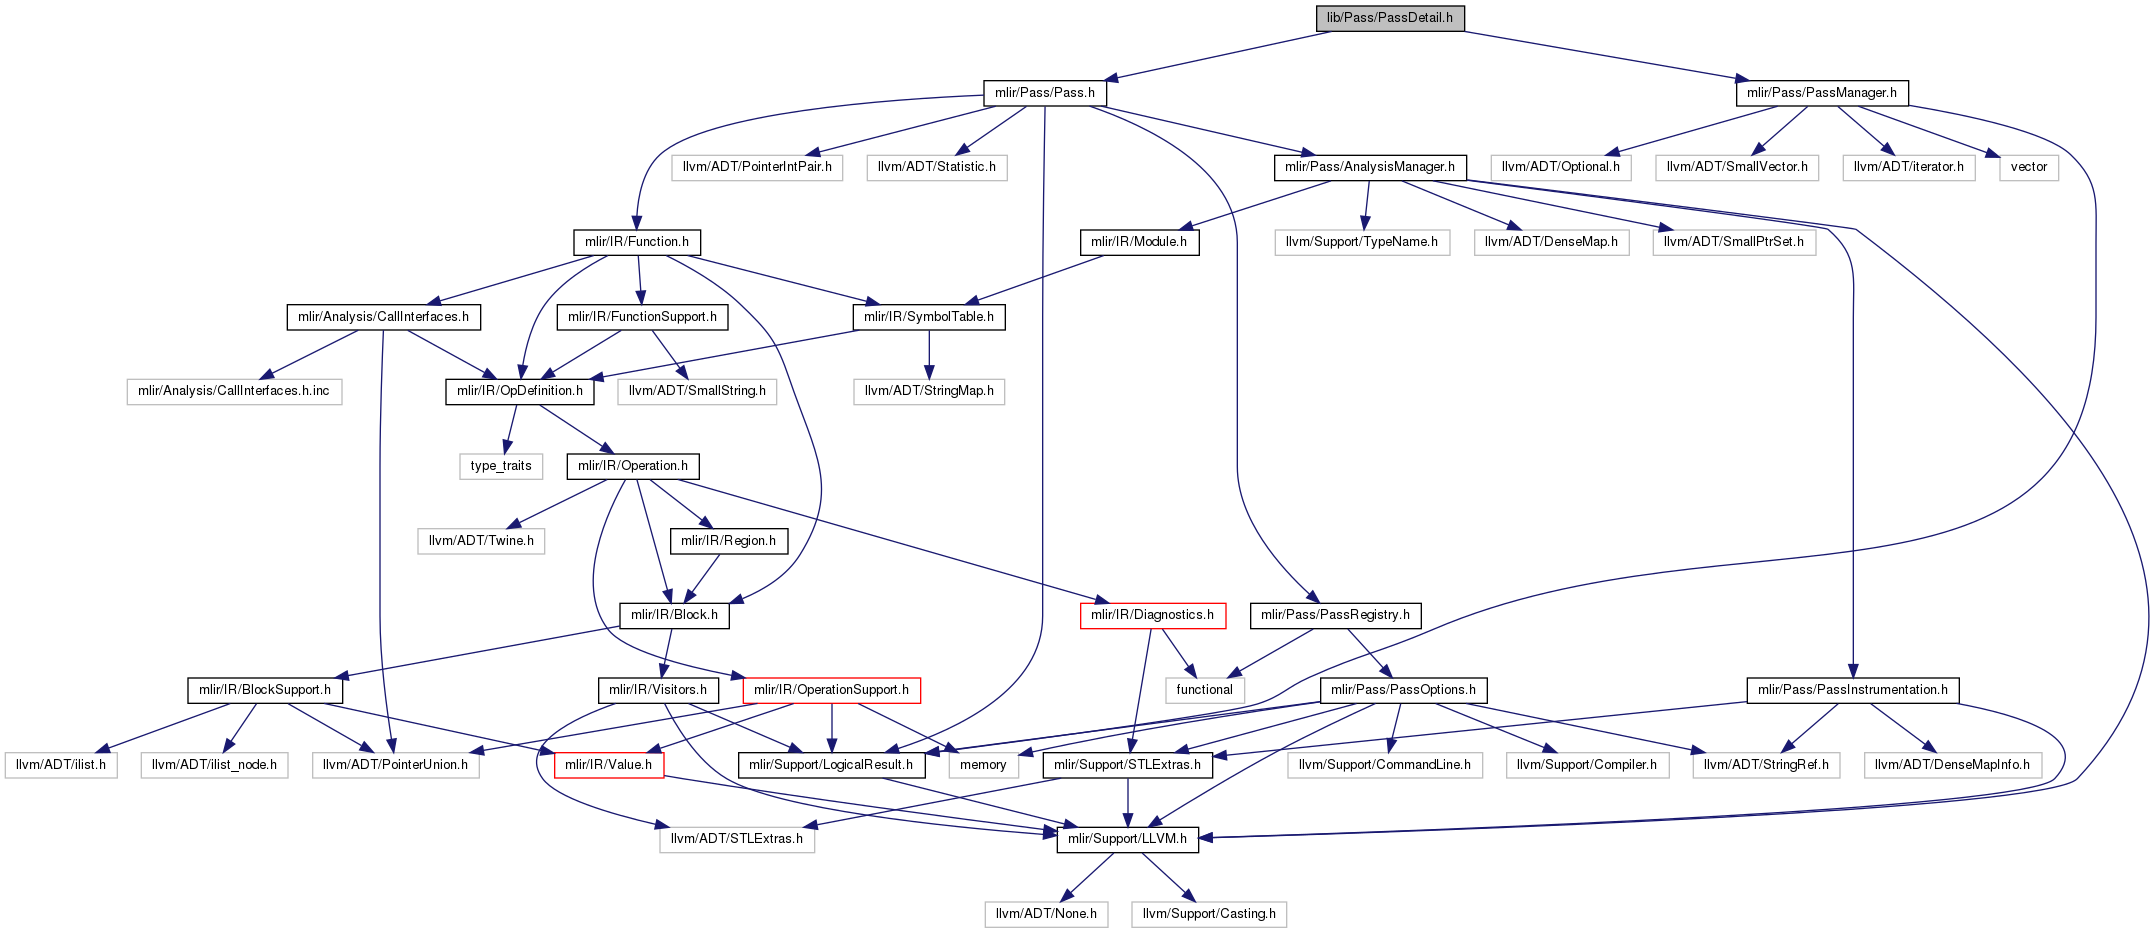 lib/Pass/PassDetail.h
mlir/Pass/Pass.h
mlir/Pass/PassManager.h
llvm/ADT/PointerIntPair.h
llvm/ADT/Statistic.h
mlir/Pass/AnalysisManager.h
llvm/ADT/Optional.h
llvm/ADT/SmallVector.h
llvm/ADT/iterator.h
vector
mlir/IR/Function.h
mlir/IR/Module.h
llvm/Support/TypeName.h
llvm/ADT/DenseMap.h
llvm/ADT/SmallPtrSet.h
mlir/Analysis/CallInterfaces.h
mlir/IR/FunctionSupport.h
mlir/IR/SymbolTable.h
mlir/Analysis/CallInterfaces.h.inc
mlir/IR/OpDefinition.h
llvm/ADT/SmallString.h
llvm/ADT/StringMap.h
type_traits
mlir/IR/Operation.h
llvm/ADT/Twine.h
mlir/IR/Region.h
mlir/IR/Block.h
mlir/IR/Diagnostics.h
mlir/Pass/PassRegistry.h
mlir/IR/BlockSupport.h
mlir/IR/Visitors.h
mlir/IR/OperationSupport.h
functional
mlir/Pass/PassOptions.h
mlir/Pass/PassInstrumentation.h
llvm/ADT/ilist.h
llvm/ADT/ilist_node.h
llvm/ADT/PointerUnion.h
mlir/IR/Value.h
mlir/Support/LogicalResult.h
memory
mlir/Support/STLExtras.h
llvm/Support/CommandLine.h
llvm/Support/Compiler.h
llvm/ADT/StringRef.h
llvm/ADT/DenseMapInfo.h
llvm/ADT/STLExtras.h
mlir/Support/LLVM.h
llvm/ADT/None.h
llvm/Support/Casting.h